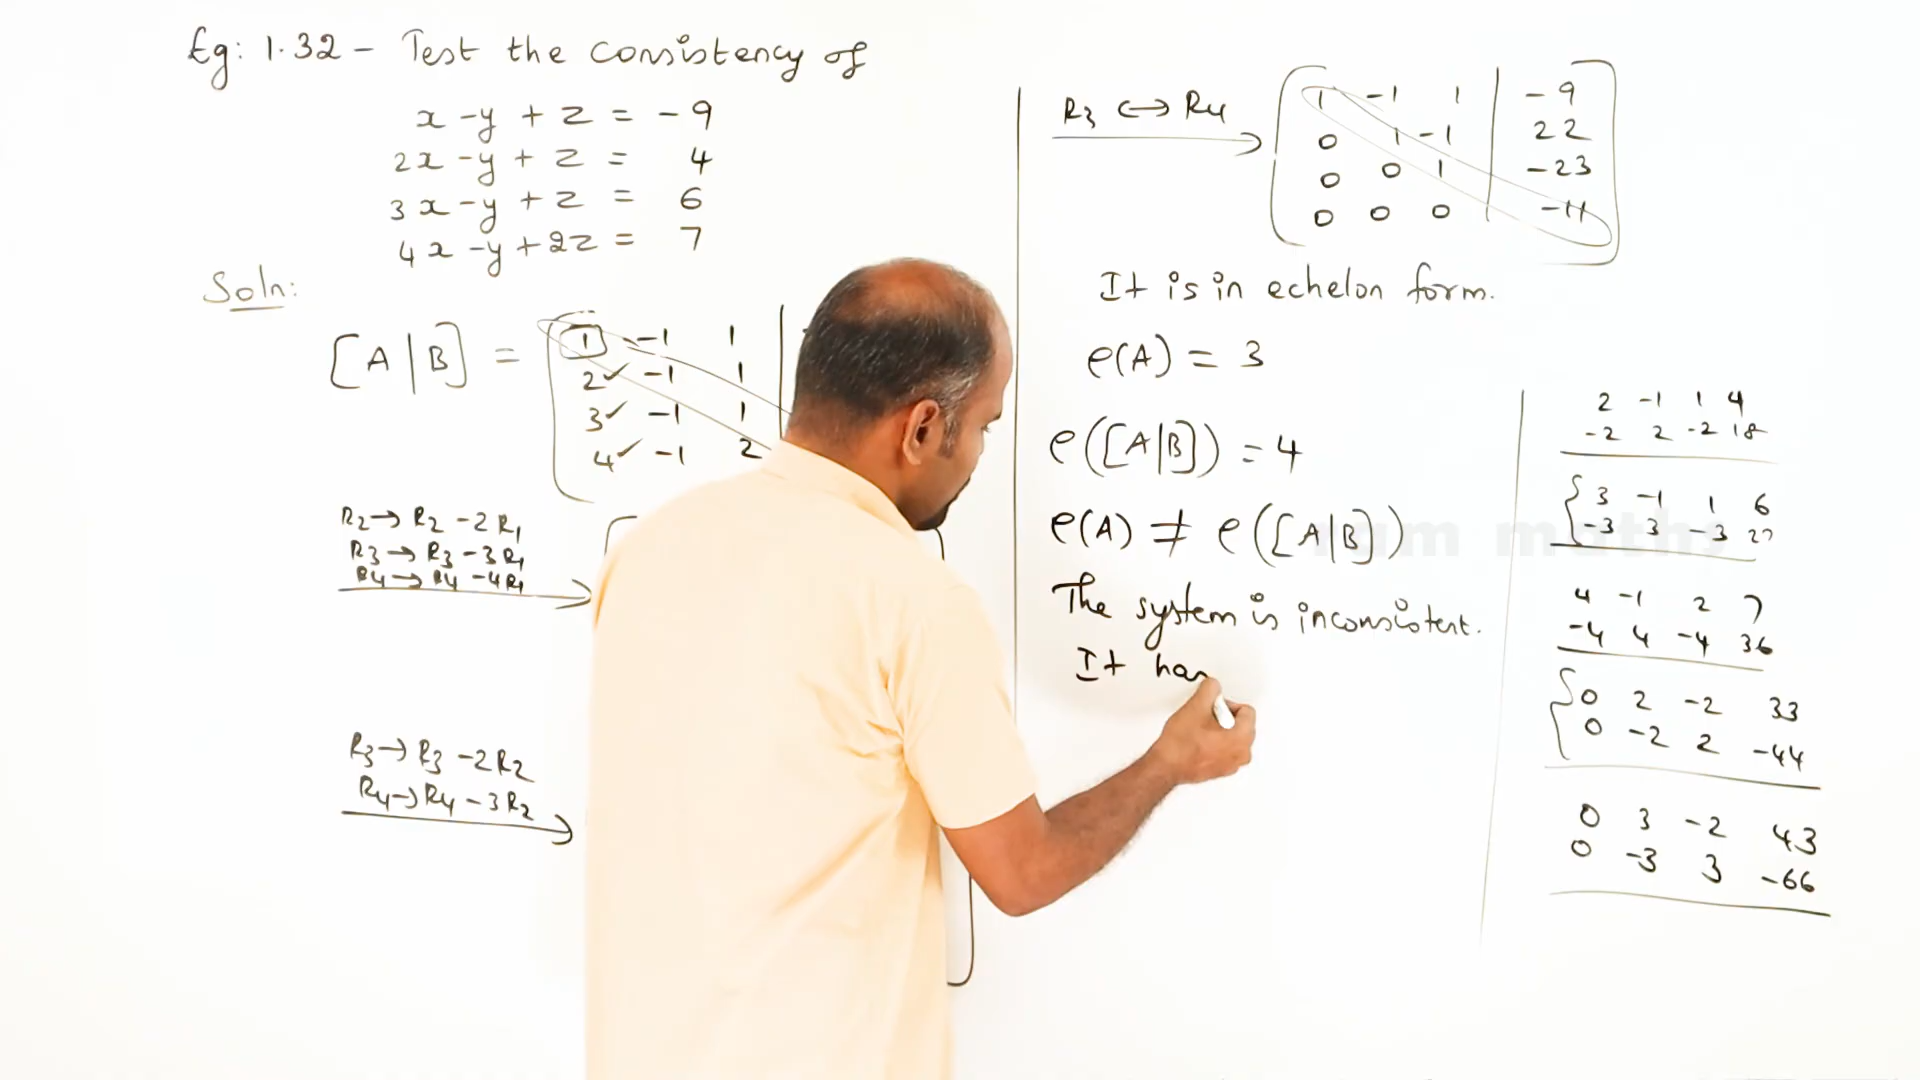 Eg: 1.32 - Test the consistency of
x - y + z = - 9
2x - y + z = 4
3x - y + z = 6
4x - y + 2z = 7
Soln:
[A | B] =
1 -1 1
2 -1 1
3 -1 1
4 -1 2
R2 → R2 - 2R1
R3 → R3 - 3R1
R4 → R4 - 4R1
R3 → R3 - 2R2
R4 → R4 - 3R2
R3 ↔ R4
1 -1 1 | -9
0 1 -1 | 22
0 0 1 | -23
0 0 0 | -11
It is in echelon form.
ρ(A) = 3
ρ([A|B]) = 4
ρ(A) ≠ ρ([A|B])
The system is inconsistent.
It has
2 -1 1 4
-2 2 -2 18
3 -1 1 6
-3 3 -3 27
4 -1 2 7
-4 4 -4 36
0 2 -2 33
0 -2 2 -44
0 3 -2 43
0 -3 3 -66